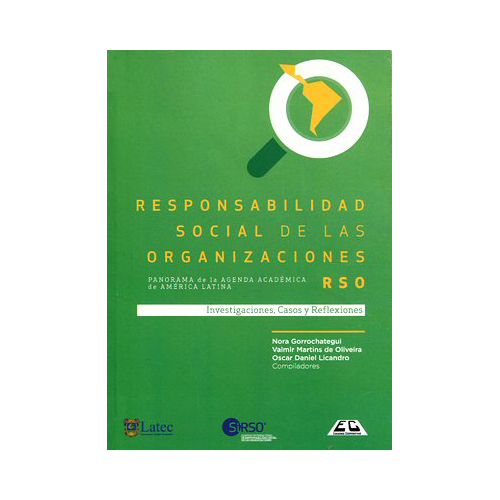 RESPONSABILIDAD
SOCIAL DE LAS
ORGANIZACIONES
PANORAMA de la AGENDA ACADÉMICA
de AMÉRICA LATINA
RSO
Investigaciones, Casos y Reflexiones
Nora Gorrochategui
Valmir Martins de Oliveira
Oscar Daniel Licandro
Compiladores
Latec
SIRSO
EC